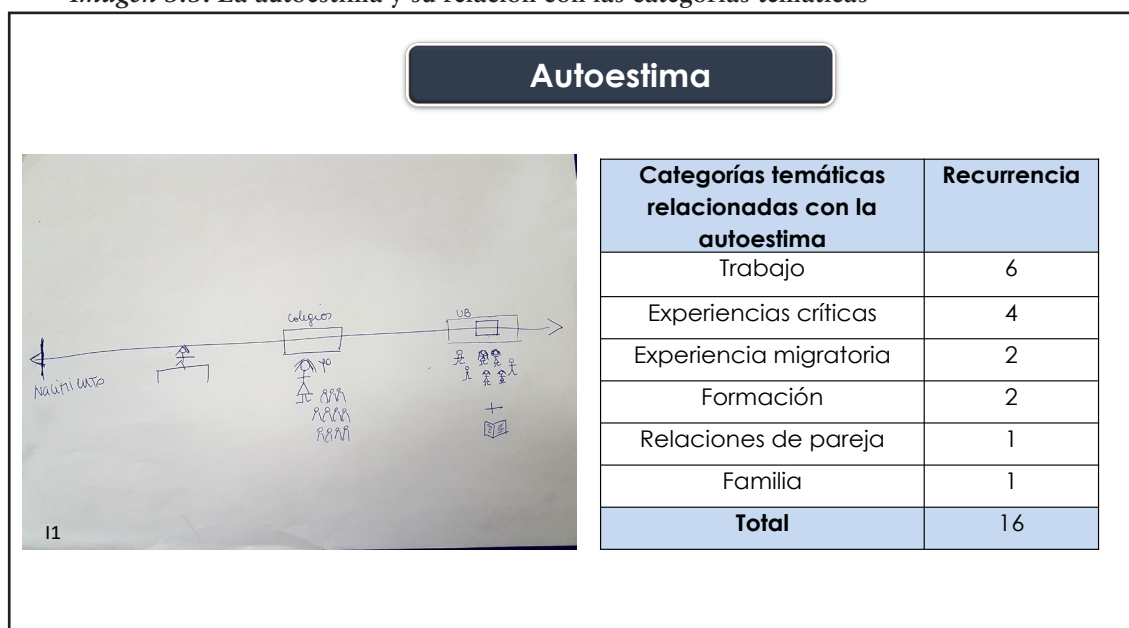 Imagen 5.5. La autoestima y su relación con las categorías temáticas
Autoestima
colegios
UB
YO
NACIMIENTO
I1
Categorías temáticas relacionadas con la autoestima Recurrencia
Trabajo 6
Experiencias críticas 4
Experiencia migratoria 2
Formación 2
Relaciones de pareja 1
Familia 1
Total 16